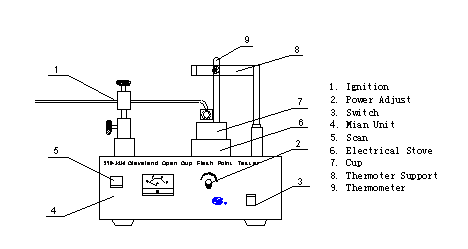 9
8
1
1. Ignition
2. Power Adjust
3. Switch
4. Mian Unit
5. Scan
6. Electrical Stove
7. Cup
8. Thermoter Support
9. Thermometer
7
6
Cleveland Open Cup Flash Point Tester
5
2
4
3